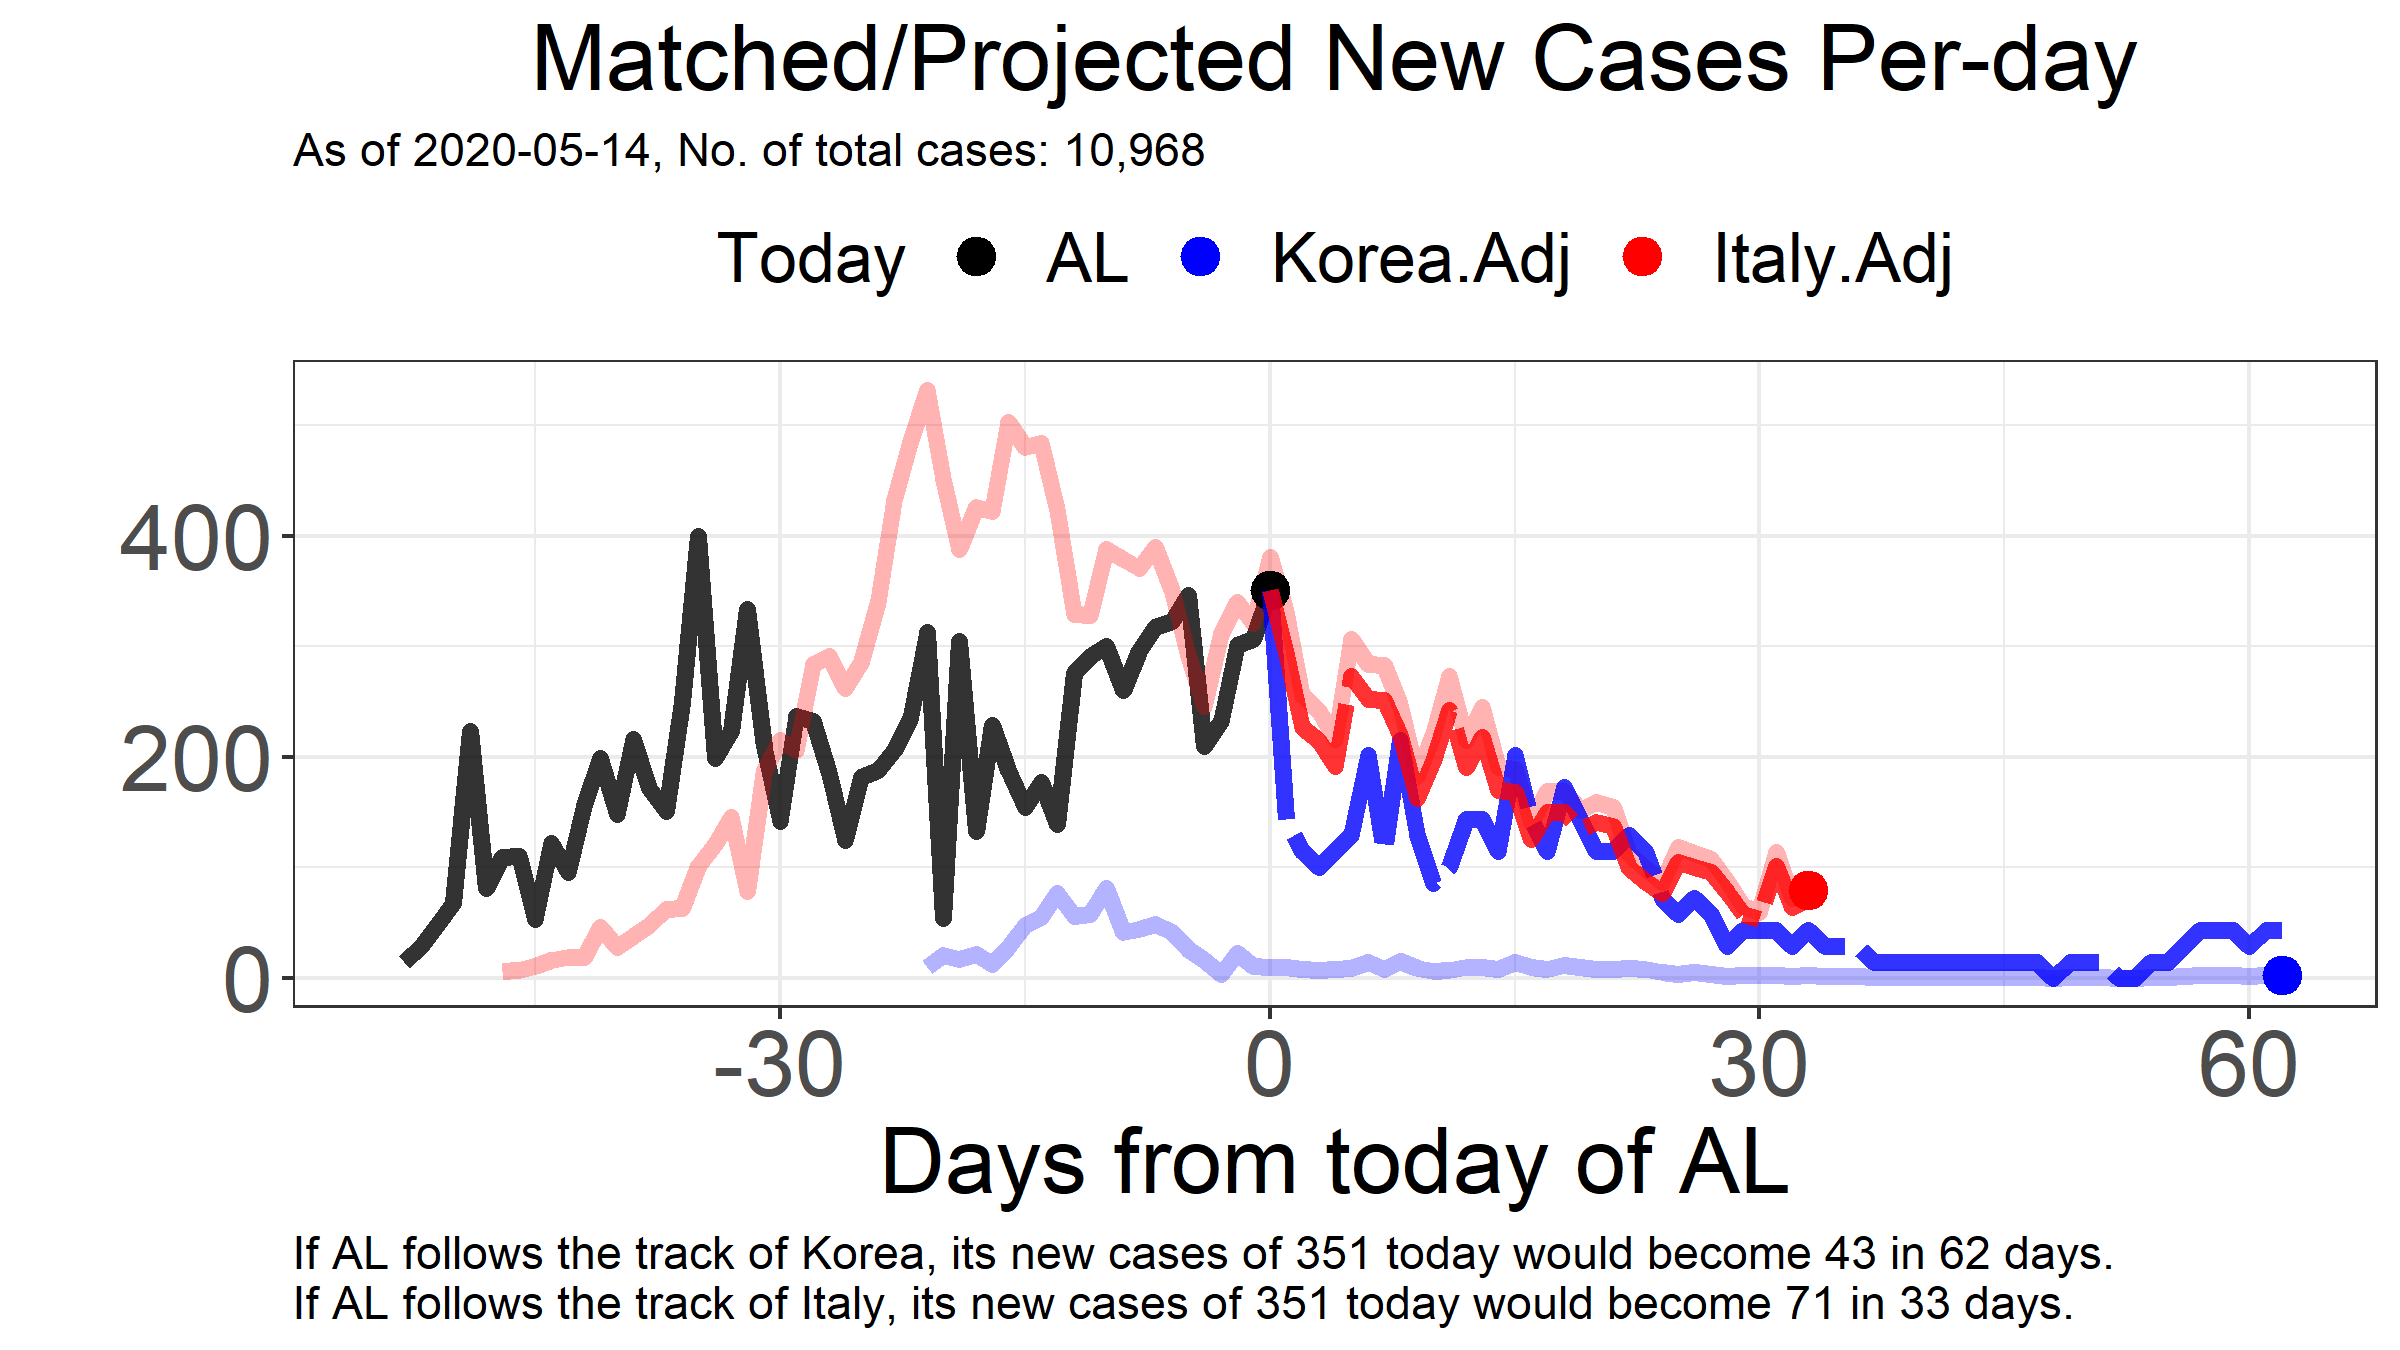 Matched/Projected New Cases Per-day
As of 2020-05-14, No. of total cases: 10,968
Today AL Korea.Adj Italy.Adj
400
200
0
-30 0 30 60
Days from today of AL
If AL follows the track of Korea, its new cases of 351 today would become 43 in 62 days.
If AL follows the track of Italy, its new cases of 351 today would become 71 in 33 days.